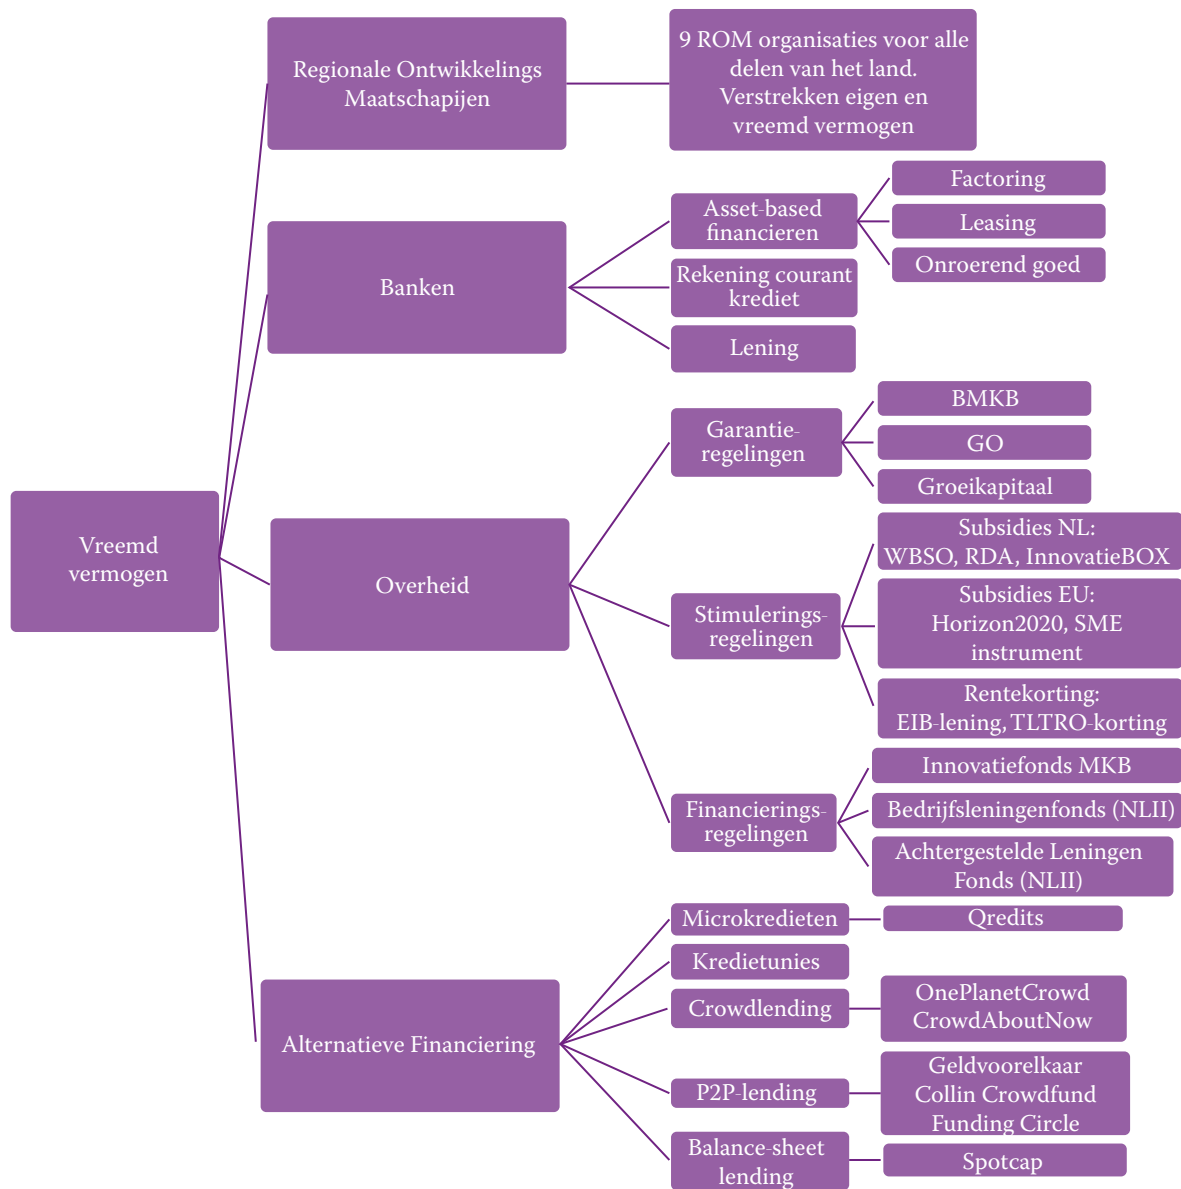 Vreemd
vermogen
Regionale Ontwikkelings
Maatschapijen
9 ROM organisaties voor alle
delen van het land.
Verstrekken eigen en
vreemd vermogen
Banken
Asset-based
financieren
Factoring
Leasing
Onroerend goed
Rekening courant
krediet
Lening
Overheid
Garantie-
regelingen
BMKB
GO
Groeikapitaal
Stimulerings-
regelingen
Subsidies NL:
WBSO, RDA, InnovatieBOX
Subsidies EU:
Horizon2020, SME
instrument
Rentekorting:
EIB-lening, TLTRO-korting
Financierings-
regelingen
Innovatiefonds MKB
Bedrijfsleningenfonds (NLII)
Achtergestelde Leningen
Fonds (NLII)
Alternatieve Financiering
Microkredieten
Qredits
Kredietunies
Crowdlending
OnePlanetCrowd
CrowdAboutNow
P2P-lending
Geldvoorelkaar
Collin Crowdfund
Funding Circle
Balance-sheet
lending
Spotcap